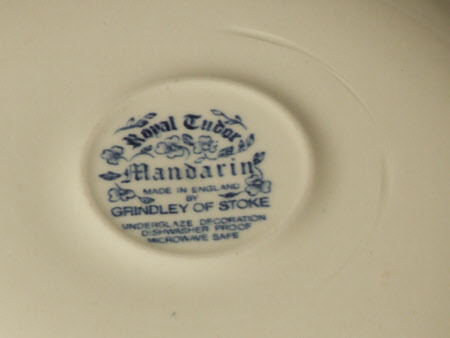 Royal Tudor
Mandarin
MADE IN ENGLAND
BY
GRINDLEY OF STOKE
UNDERGLAZE DECORATION
DISHWASHER PROOF
MICROWAVE SAFE